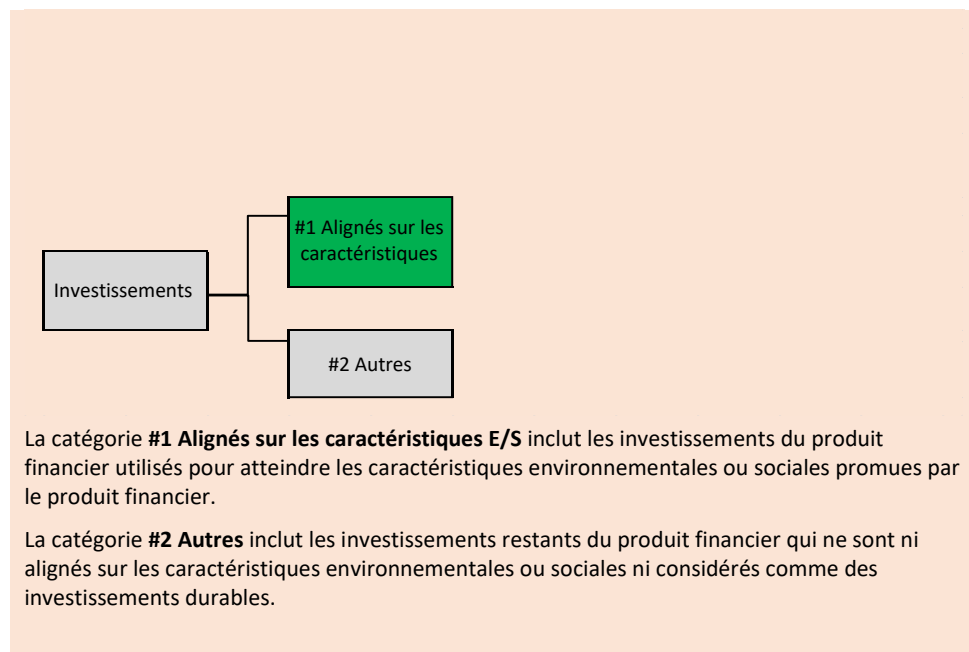 #1 Alignés sur les
caractéristiques
Investissements
#2 Autres
La catégorie #1 Alignés sur les caractéristiques E/S inclut les investissements du produit
financier utilisés pour atteindre les caractéristiques environnementales ou sociales promues par
le produit financier.
La catégorie #2 Autres inclut les investissements restants du produit financier qui ne sont ni
alignés sur les caractéristiques environnementales ou sociales ni considérés comme des
investissements durables.